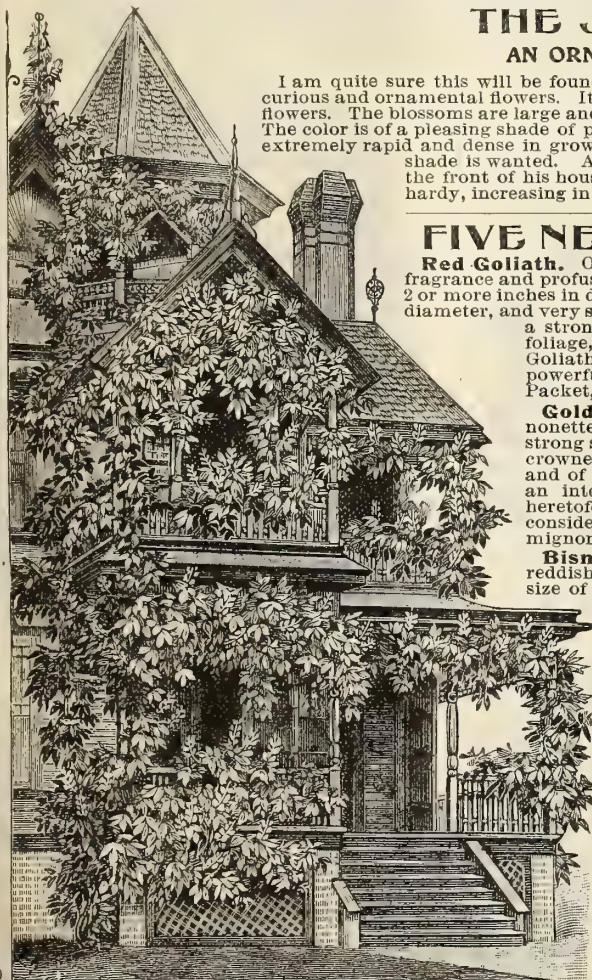 THE
AN ORN
I am quite sure this will be foun
curious and ornamental flowers. It
flowers. The blossoms are large and
The color is of a pleasing shade of p
extremely rapid and dense in grow
shade is wanted. A
the front of his hous
hardy, increasing in
FIVE NE
Red Goliath. O
fragrance and profus
2 or more inches in d
diameter, and very s
a stron
foliage,
Goliath
powerfu
Packet,
Gold
nonette
strong s
crowne
and of
an inte
heretof
conside
mignon
Bism
reddish
size of